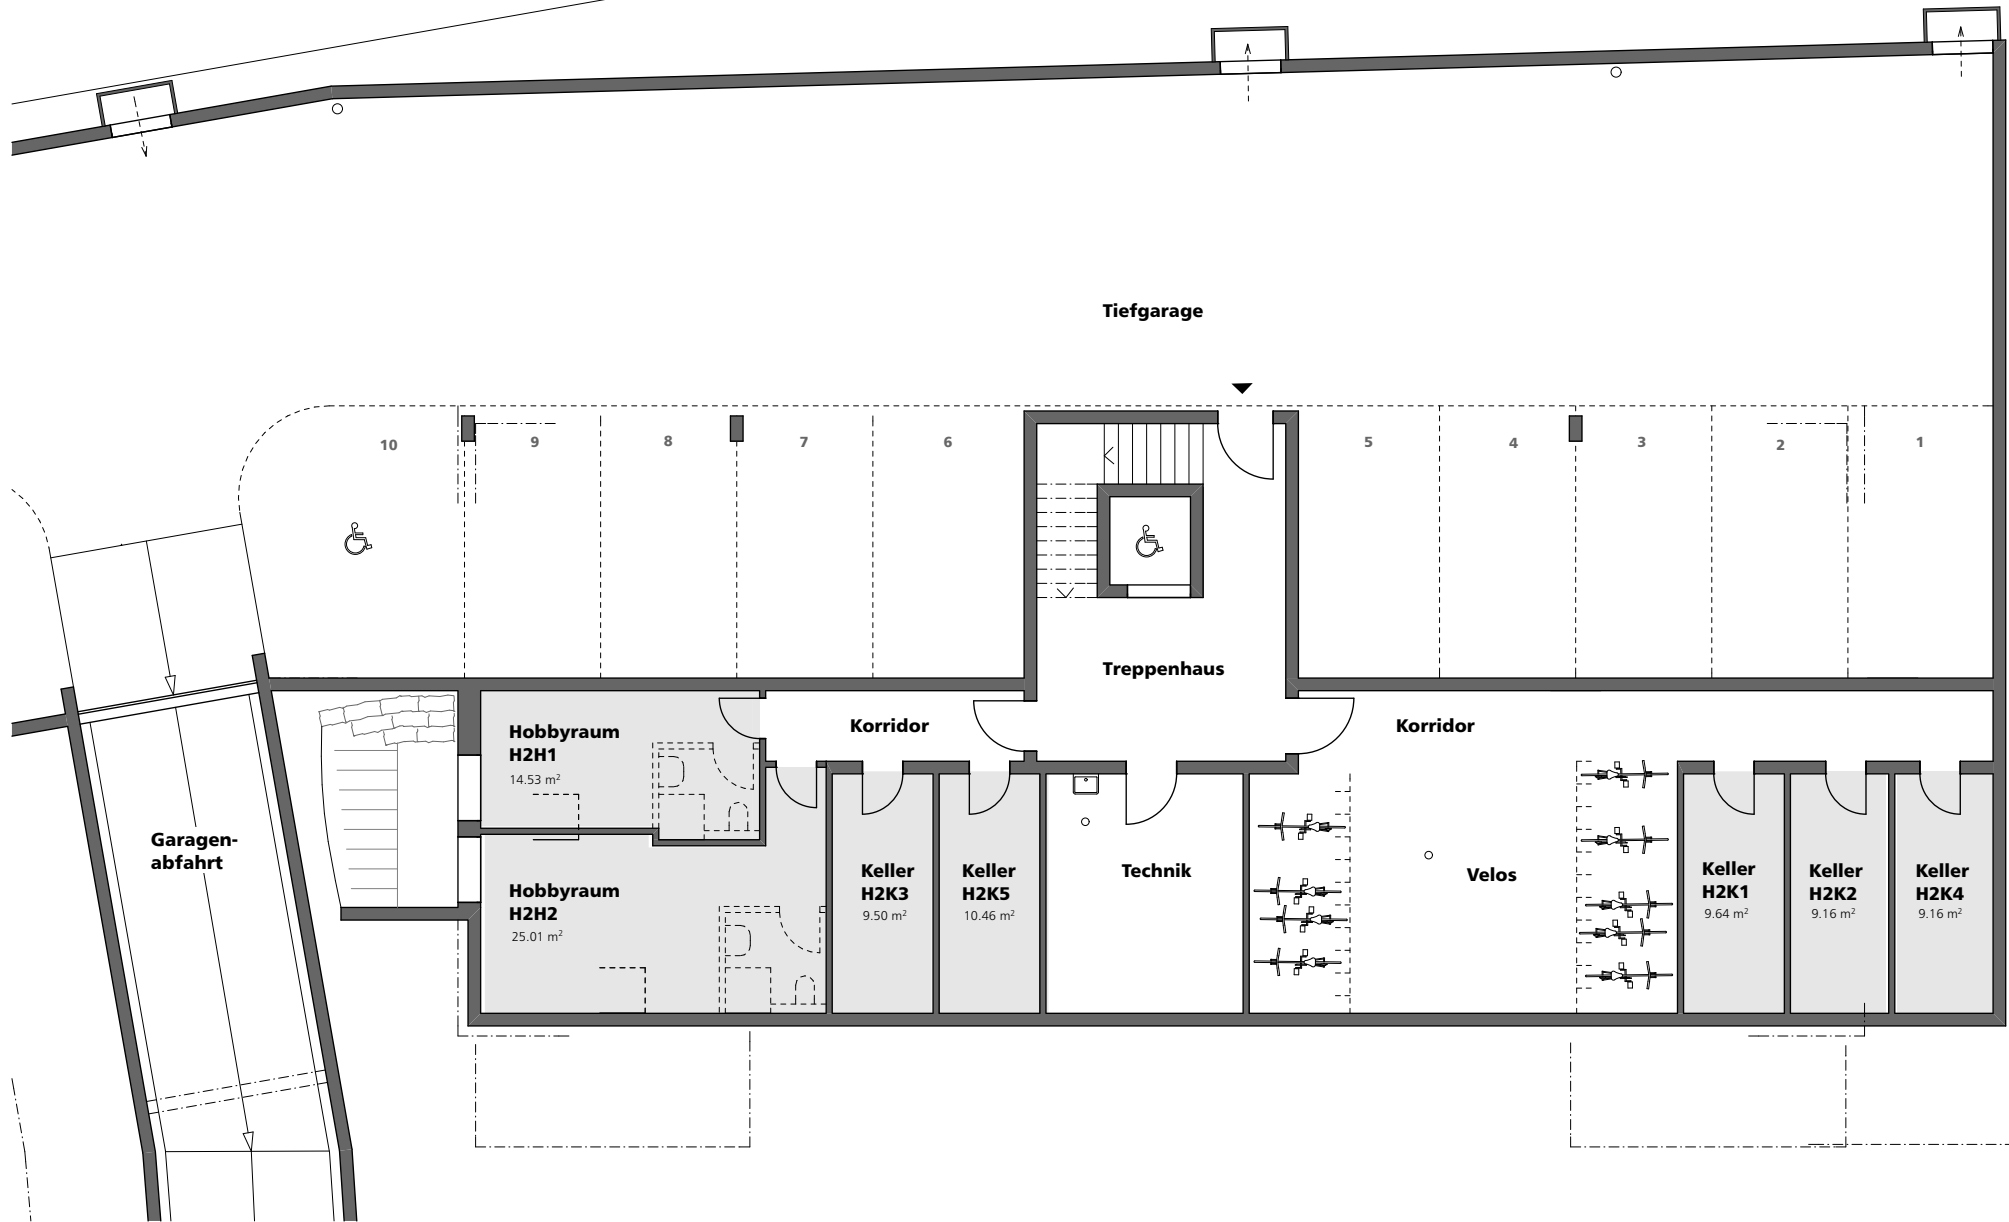 Tiefgarage
10
9
8
7
6
5
4
3
2
1
Treppenhaus
Hobbyraum
H2H1
14.53 m²
Korridor
Korridor
Garagen-
abfahrt
Hobbyraum
H2H2
25.01 m²
Keller
H2K3
9.50 m²
Keller
H2K5
10.46 m²
Technik
Velos
Keller
H2K1
9.64 m²
Keller
H2K2
9.16 m²
Keller
H2K4
9.16 m²